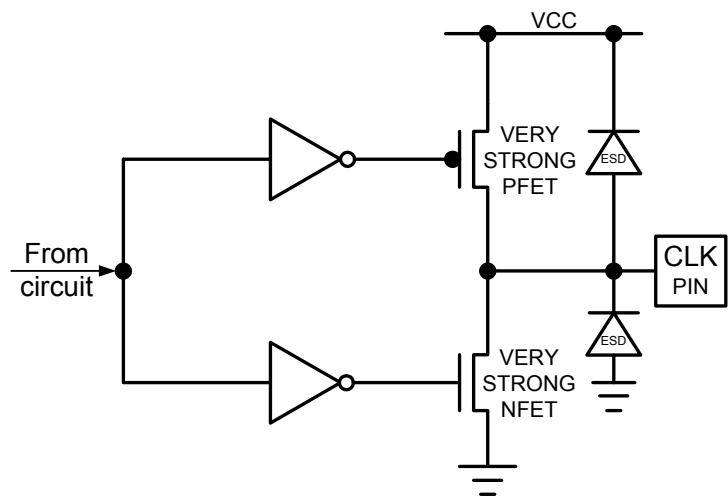 VCC
VERY
STRONG
PFET
ESD
From
circuit
CLK
PIN
ESD
VERY
STRONG
NFET